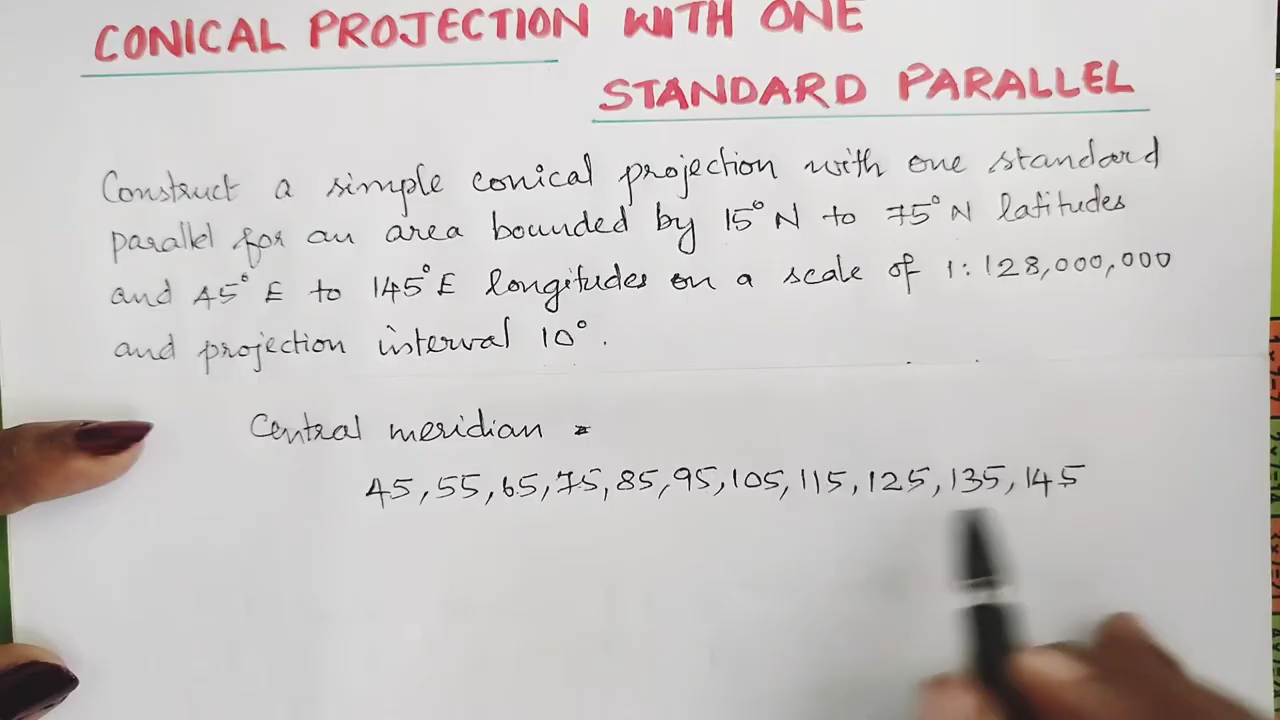 CONICAL PROJECTION WITH ONE
STANDARD PARALLEL
Construct a simple conical projection with one standard
parallel for an area bounded by 15° N to 75° N latitudes
and 45° E to 145° E longitudes on a scale of 1:128,000,000
and projection interval 10°.
Central meridian =
45, 55, 65, 75, 85, 95, 105, 115, 125, 135, 145